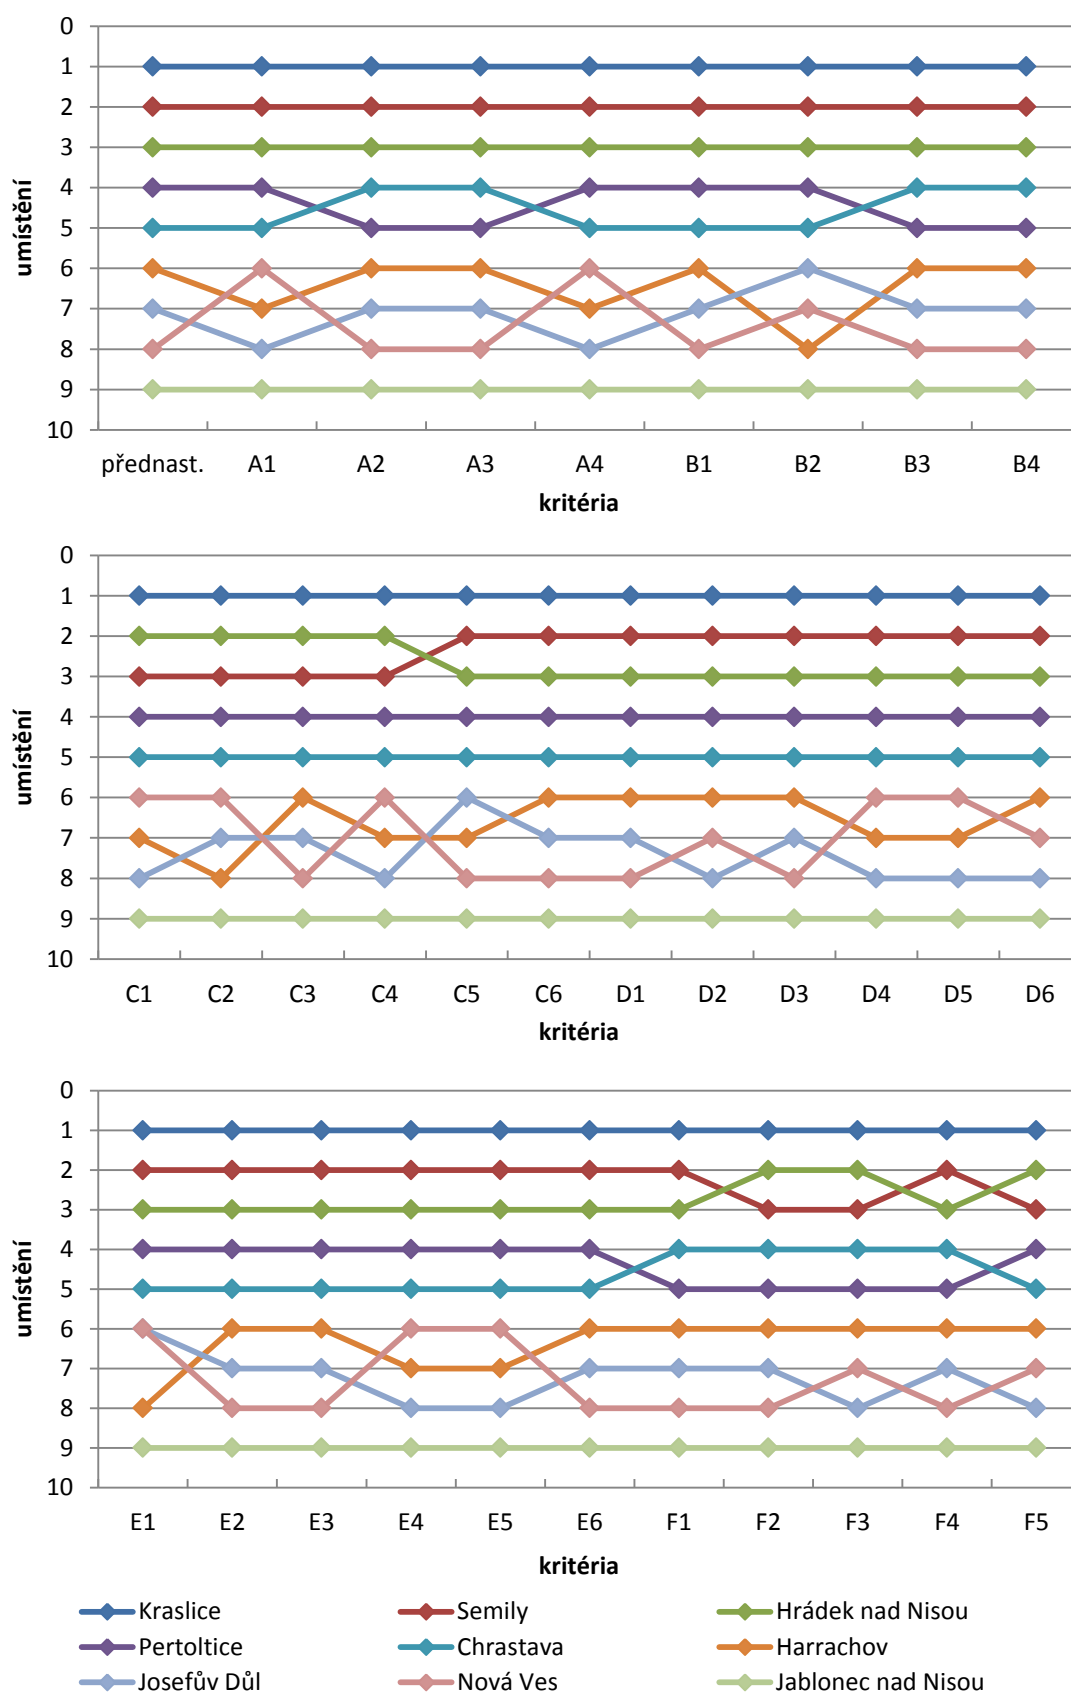 0
1
2
3
4
5
6
7
8
9
10
umístění
přednast. A1 A2 A3 A4 B1 B2 B3 B4
kritéria
0
1
2
3
4
5
6
7
8
9
10
umístění
C1 C2 C3 C4 C5 C6 D1 D2 D3 D4 D5 D6
kritéria
0
1
2
3
4
5
6
7
8
9
10
umístění
E1 E2 E3 E4 E5 E6 F1 F2 F3 F4 F5
kritéria
Kraslice Semily Hrádek nad Nisou
Pertoltice Chrastava Harrachov
Josefův Důl Nová Ves Jablonec nad Nisou